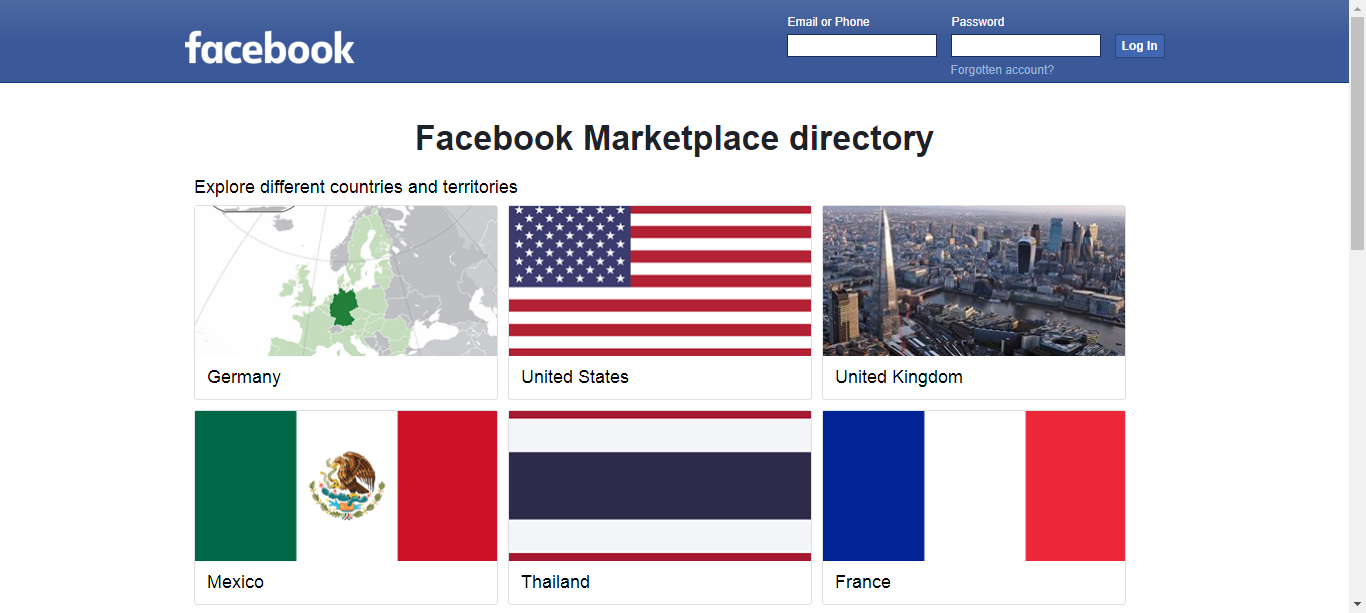 facebook
Email or Phone
Password
Log In
Forgotten account?
Facebook Marketplace directory
Explore different countries and territories
Germany
United States
United Kingdom
Mexico
Thailand
France